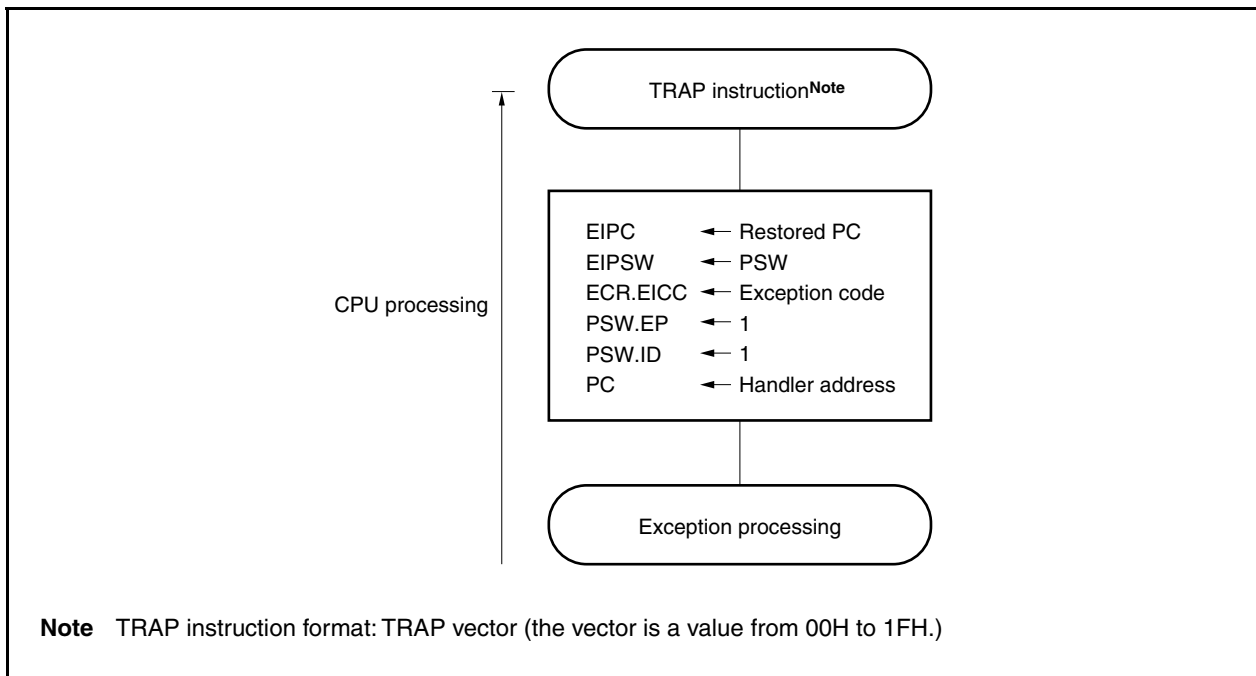 TRAP instructionNote
CPU processing
EIPC ← Restored PC
EIPSW ← PSW
ECR.EICC ← Exception code
PSW.EP ← 1
PSW.ID ← 1
PC ← Handler address
Exception processing
Note TRAP instruction format: TRAP vector (the vector is a value from 00H to 1FH.)